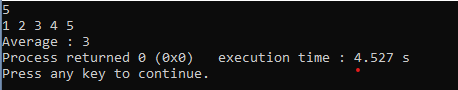 5
1 2 3 4 5
Average : 3
Process returned 0 (0x0)   execution time : 4.527 s
Press any key to continue.